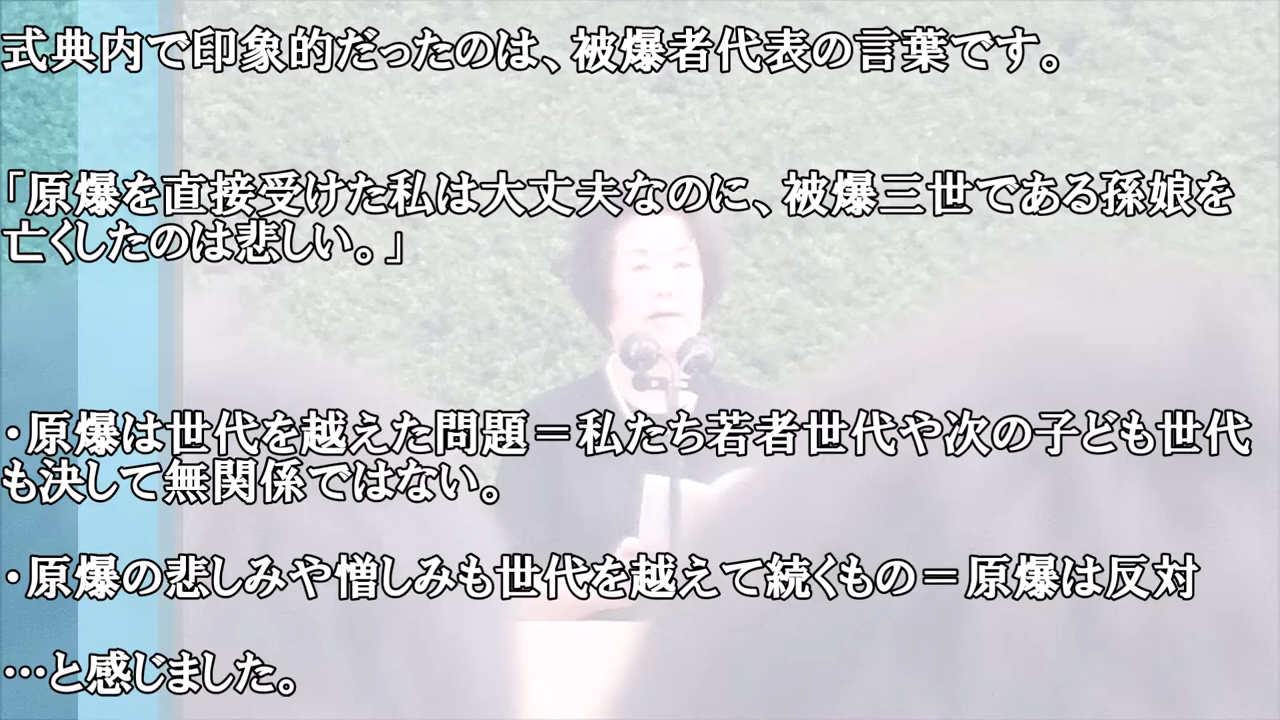 式典内で印象的だったのは、被爆者代表の言葉です。
「原爆を直接受けた私は大丈夫なのに、被爆三世である孫娘を
亡くしたのは悲しい。」
・原爆は世代を越えた問題＝私たち若者世代や次の子ども世代
も決して無関係ではない。
・原爆の悲しみや憎しみも世代を越えて続くもの＝原爆は反対
…と感じました。